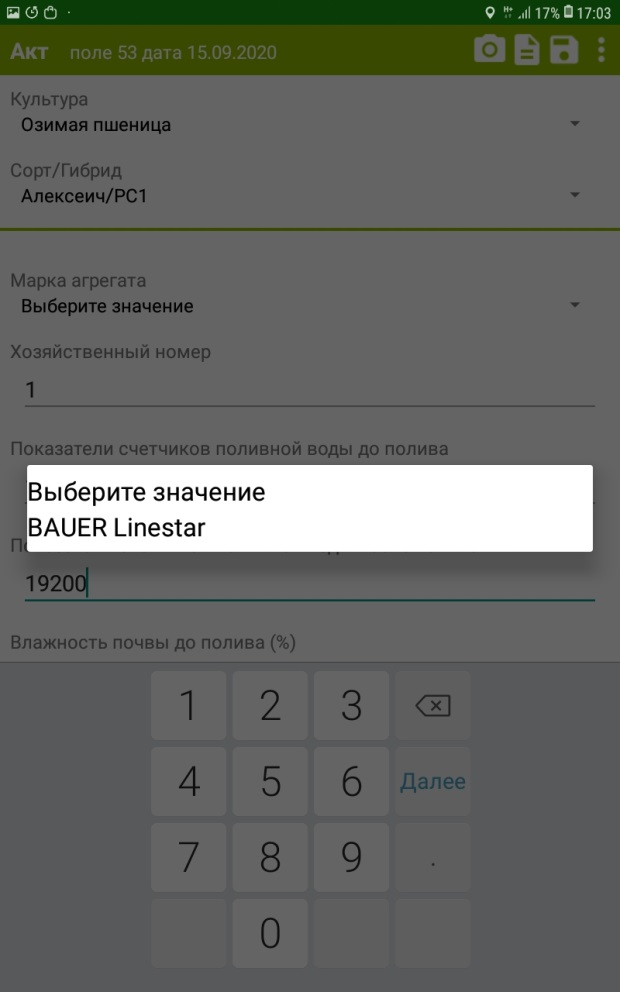 17% 17:03
Акт поле 53 дата 15.09.2020
Культура
Озимая пшеница
Сорт/Гибрид
Алексеич/РС1
Марка агрегата
Выберите значение
Хозяйственный номер
1
Показатели счетчиков поливной воды до полива
Выберите значение
BAUER Linestar
19200
Влажность почвы до полива (%)
1 2 3
4 5 6 Далее
7 8 9 .
0